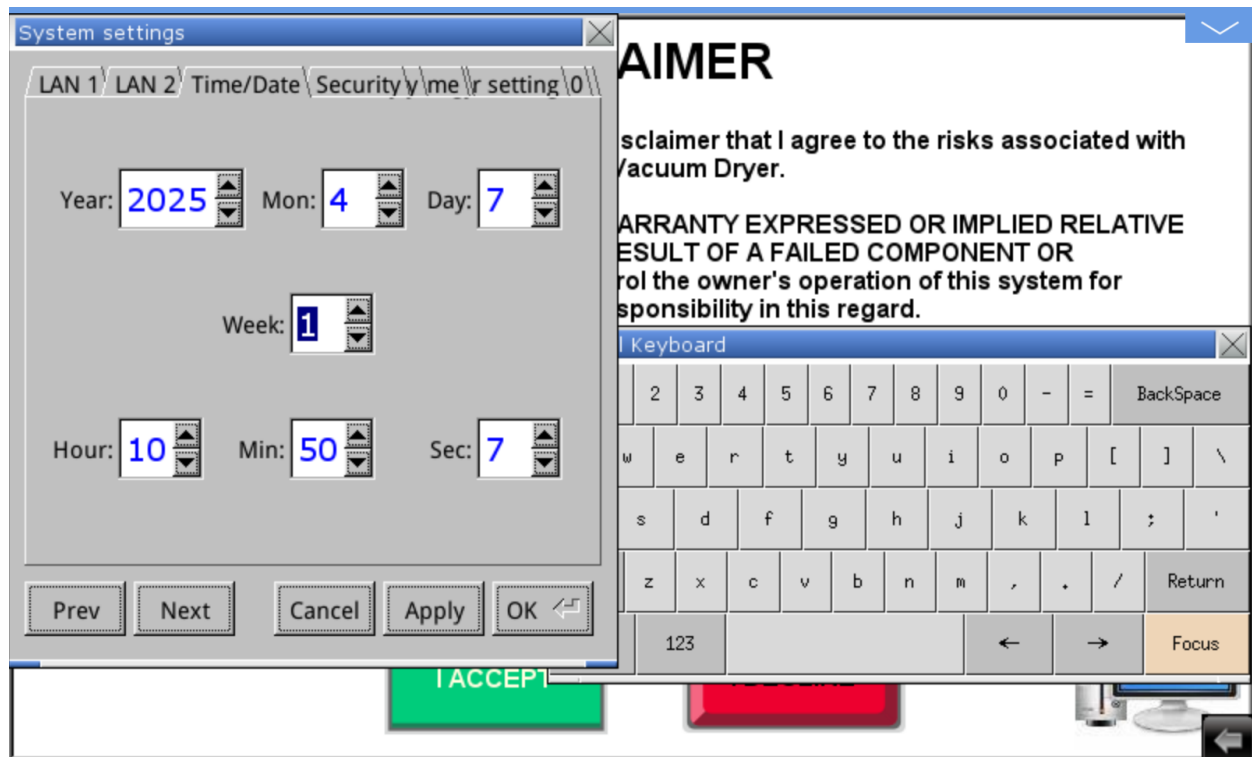 System settings
LAN 1 LAN 2 Time/Date Security y me r setting 0
Year: 2025 Mon: 4 Day: 7
Week: 1
Hour: 10 Min: 50 Sec: 7
Prev Next Cancel Apply OK
AIMER
sclaimer that I agree to the risks associated with
Vacuum Dryer.
ARRANTY EXPRESSED OR IMPLIED RELATIVE
ESULT OF A FAILED COMPONENT OR
rol the owner's operation of this system for
sponsibility in this regard.
l Keyboard
2 3 4 5 6 7 8 9 0 - = BackSpace
w e r t y u i o p [ ] \
s d f g h j k l ; '
z x c v b n m , . / Return
123 ← → Focus
I ACCEPT